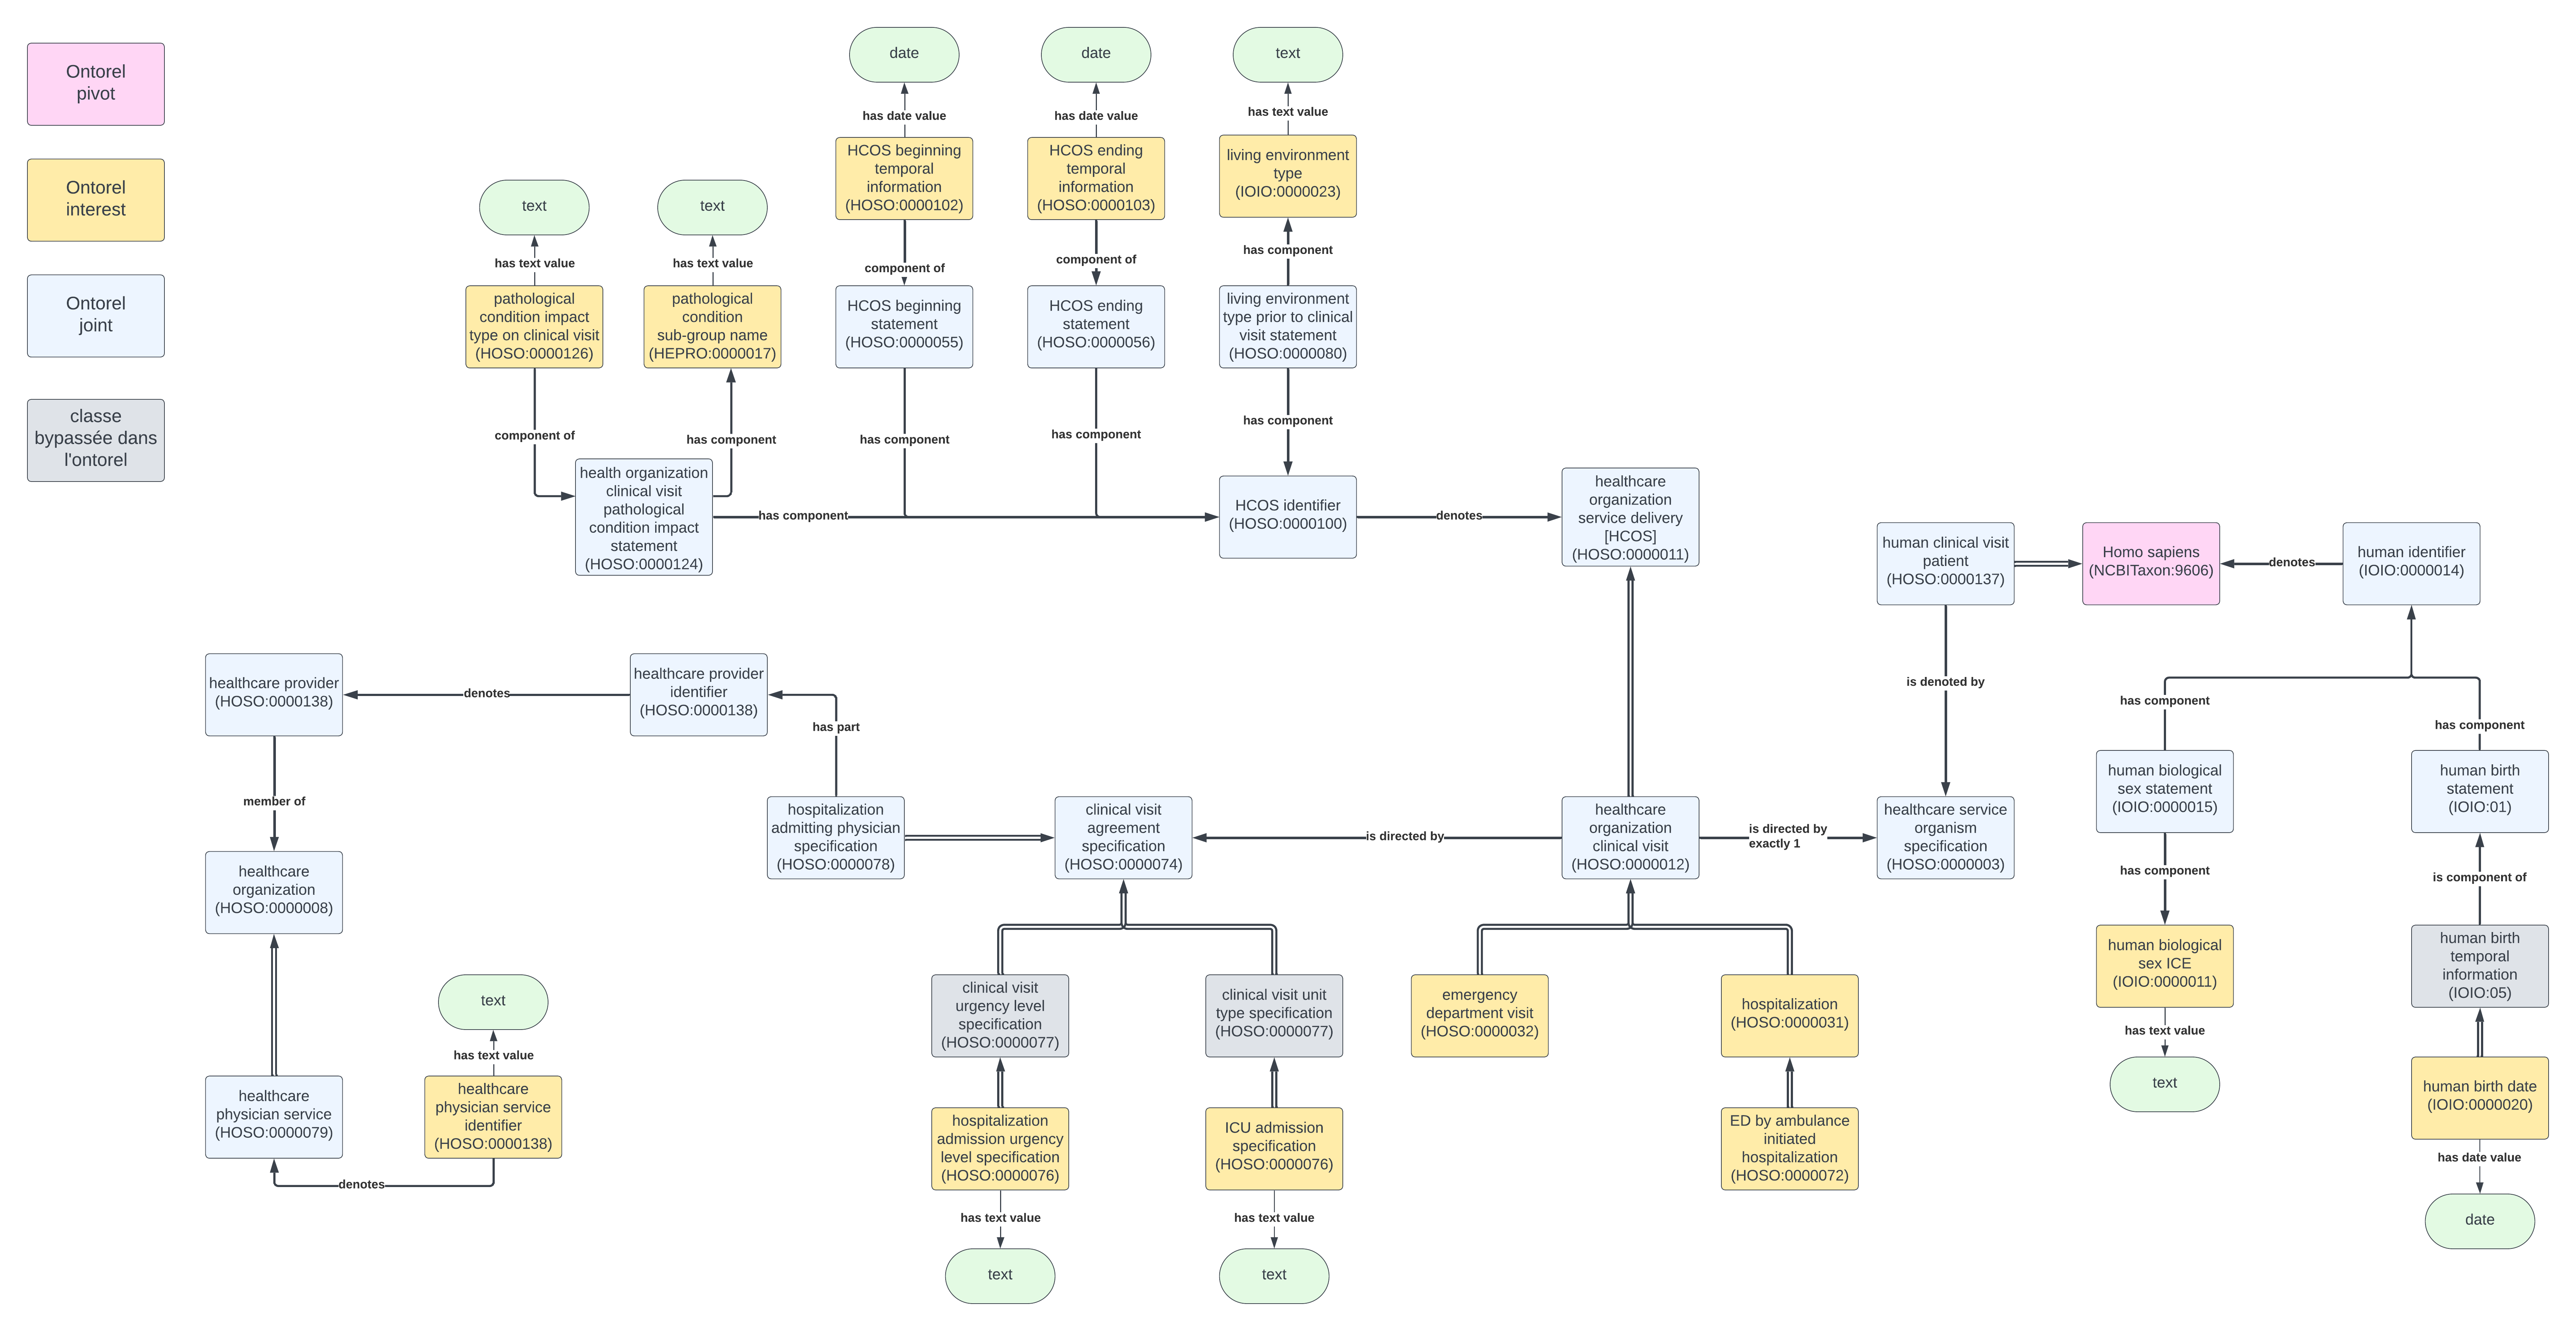 Ontorel
pivot
Ontorel
interest
Ontorel
joint
classe
bypassée dans
l'ontorel
date
date
text
has date value
has date value
has text value
HCOS beginning
temporal
information
(HOSO:0000102)
HCOS ending
temporal
information
(HOSO:0000103)
living environment
type
(IOIO:0000023)
text
text
has text value
has text value
component of
component of
has component
pathological
condition impact
type on clinical visit
(HOSO:0000126)
pathological
condition
sub-group name
(HEPRO:0000017)
HCOS beginning
statement
(HOSO:0000055)
HCOS ending
statement
(HOSO:0000056)
living environment
type prior to clinical
visit statement
(HOSO:0000080)
component of
has component
has component
has component
has component
health organization
clinical visit
pathological
condition impact
statement
(HOSO:0000124)
has component
HCOS identifier
(HOSO:0000100)
denotes
healthcare
organization
service delivery
[HCOS]
(HOSO:0000011)
human clinical visit
patient
(HOSO:0000137)
Homo sapiens
(NCBITaxon:9606)
denotes
human identifier
(IOIO:0000014)
healthcare provider
(HOSO:0000138)
denotes
healthcare provider
identifier
(HOSO:0000138)
has part
is denoted by
has component
has component
member of
hospitalization
admitting physician
specification
(HOSO:0000078)
clinical visit
agreement
specification
(HOSO:0000074)
is directed by
healthcare
organization
clinical visit
(HOSO:0000012)
is directed by
exactly 1
healthcare service
organism
specification
(HOSO:0000003)
human biological
sex statement
(IOIO:0000015)
human birth
statement
(IOIO:01)
healthcare
organization
(HOSO:0000008)
has component
is component of
clinical visit
urgency level
specification
(HOSO:0000077)
clinical visit unit
type specification
(HOSO:0000077)
emergency
department visit
(HOSO:0000032)
hospitalization
(HOSO:0000031)
human biological
sex ICE
(IOIO:0000011)
human birth
temporal
information
(IOIO:05)
text
has text value
has text value
text
healthcare
physician service
(HOSO:0000079)
healthcare
physician service
identifier
(HOSO:0000138)
denotes
hospitalization
admission urgency
level specification
(HOSO:0000076)
ICU admission
specification
(HOSO:0000076)
ED by ambulance
initiated
hospitalization
(HOSO:0000072)
human birth date
(IOIO:0000020)
has date value
date
has text value
has text value
text
text